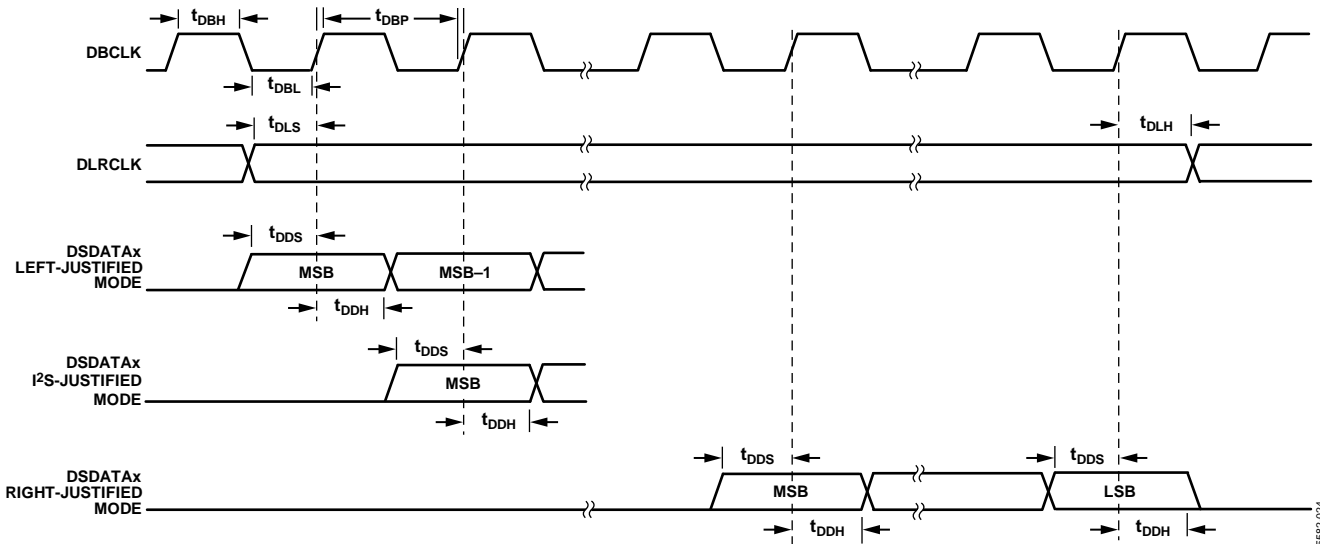 tDBH
tDBP
DBCLK
tDBL
tDLS
tDLH
DLRCLK
tDDS
DSDATAx
LEFT-JUSTIFIED
MODE
MSB
MSB–1
tDDH
tDDS
DSDATAx
I²S-JUSTIFIED
MODE
MSB
tDDH
tDDS
tDDS
DSDATAx
RIGHT-JUSTIFIED
MODE
MSB
LSB
tDDH
tDDH